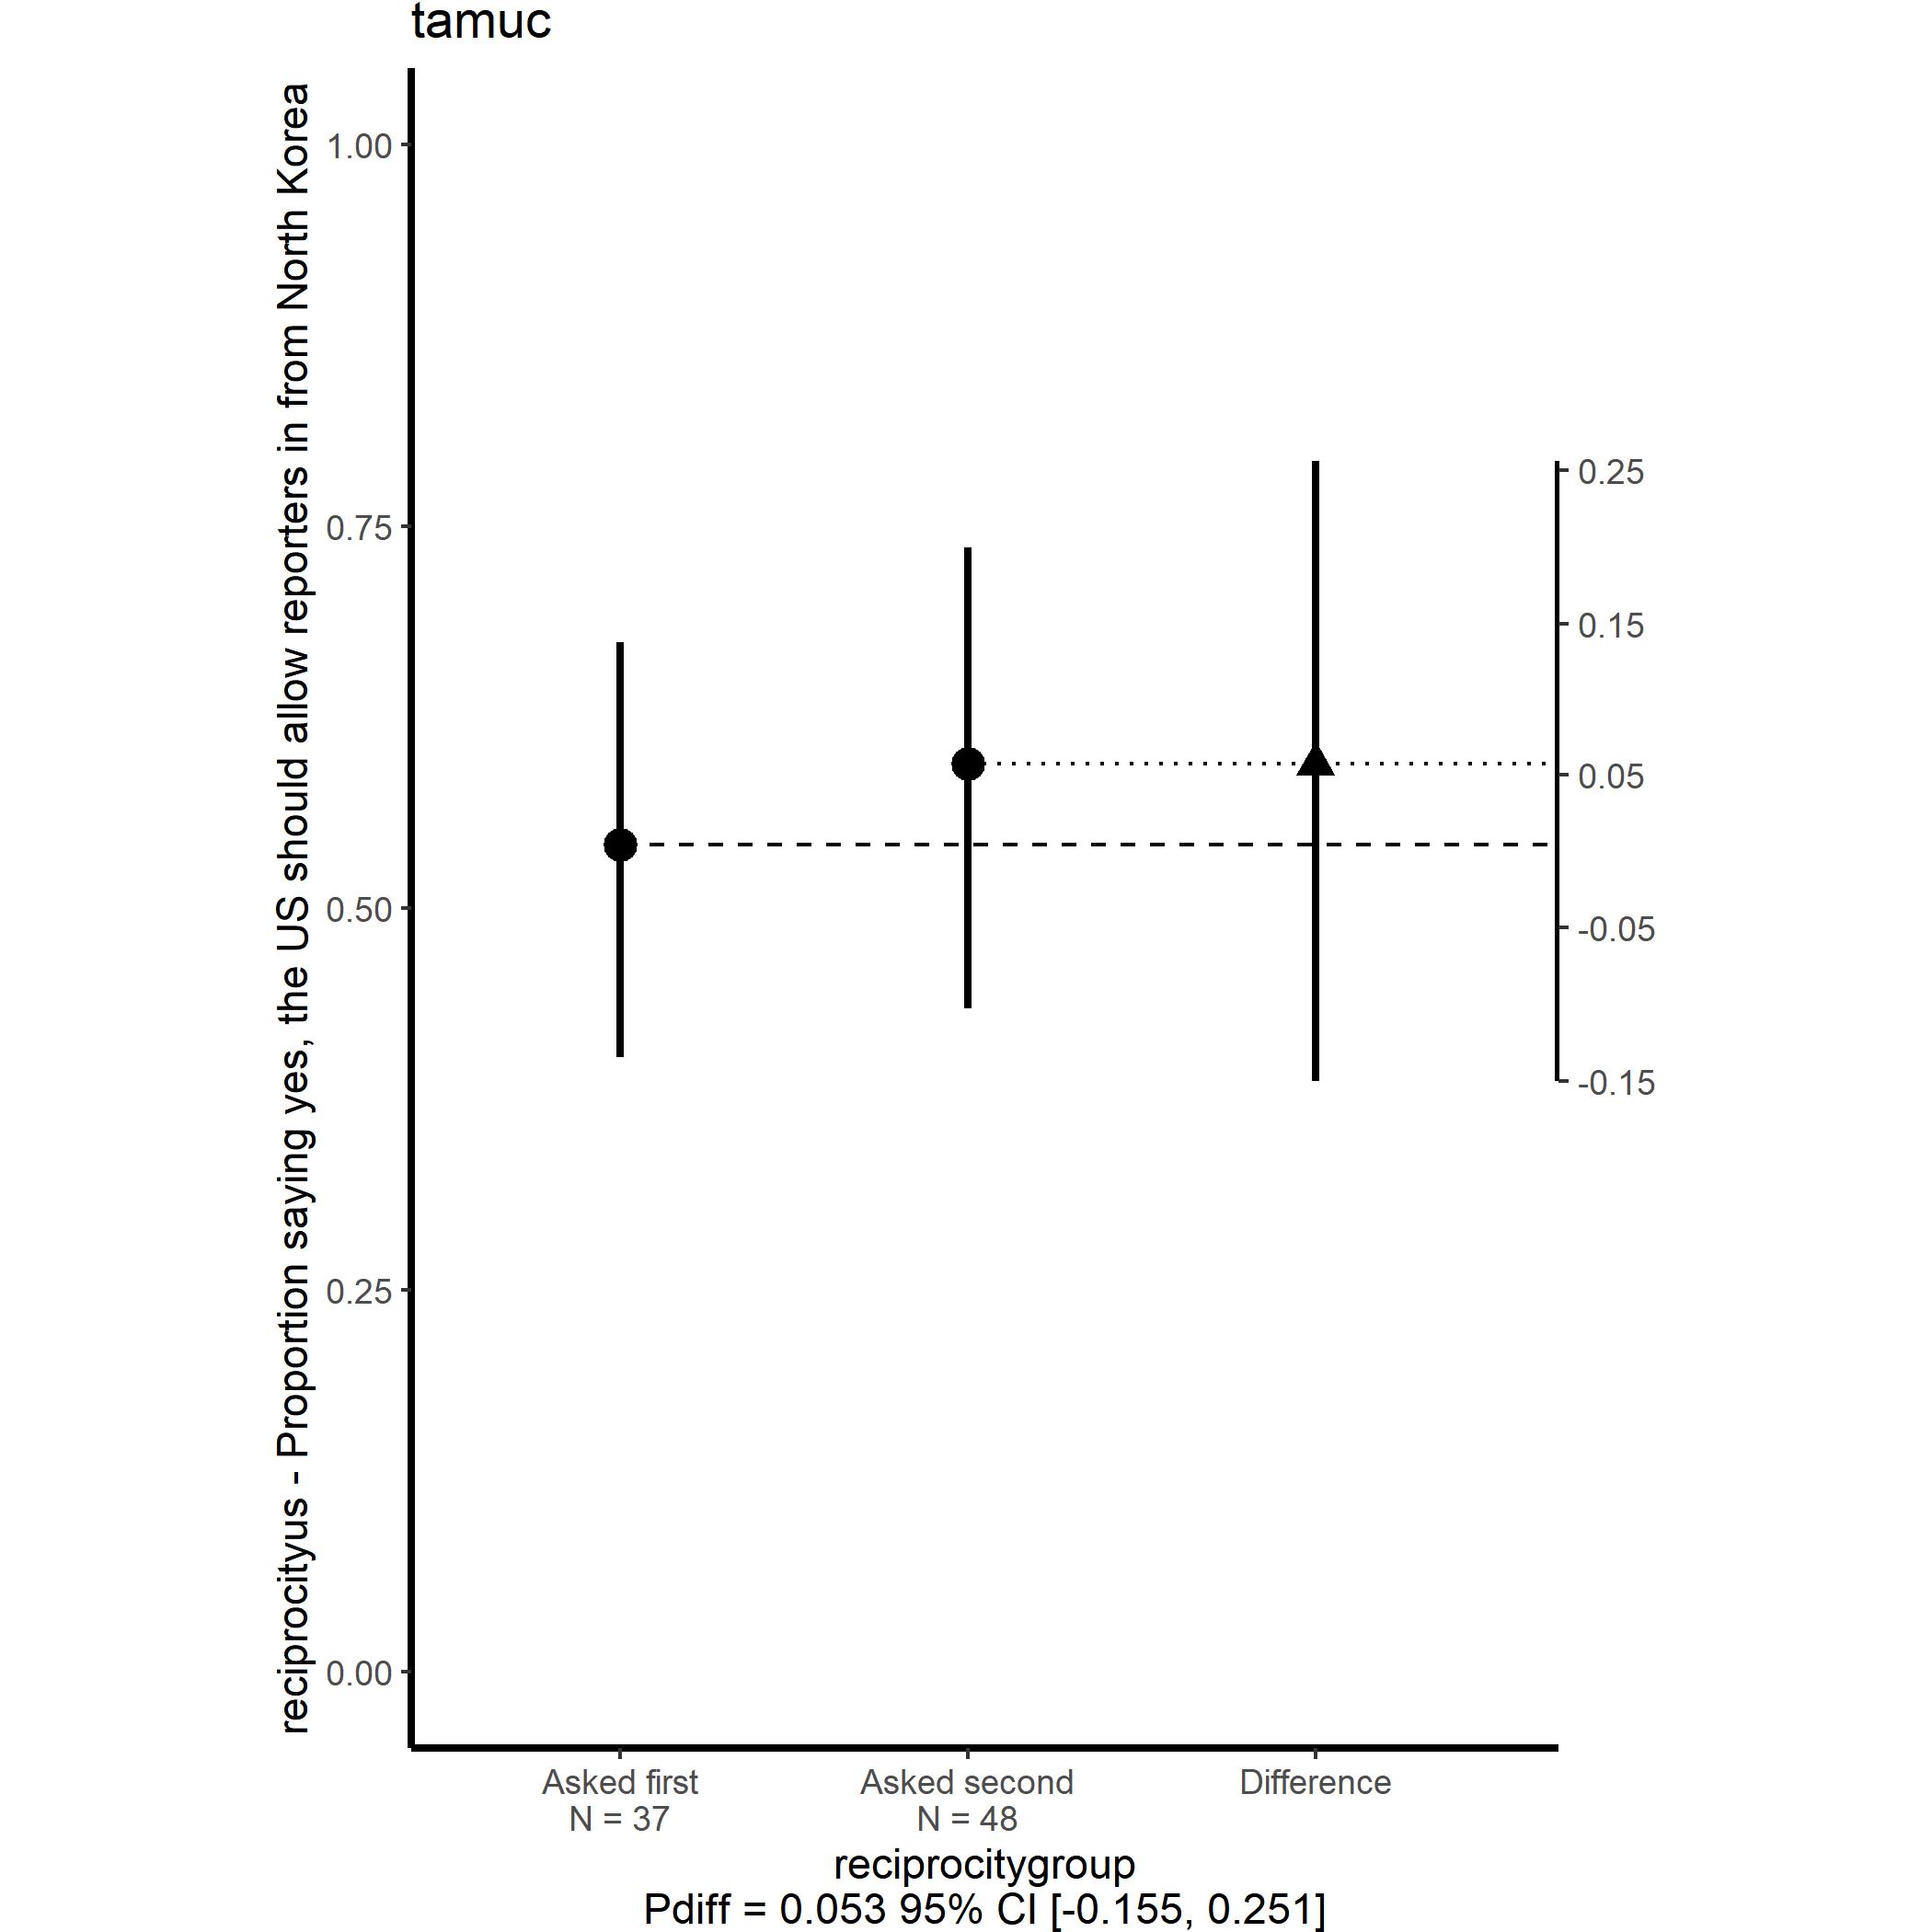 tamuc
reciprocityus - Proportion saying yes, the US should allow reporters in from North Korea
1.00
0.75
0.50
0.25
0.00
0.25
0.15
0.05
-0.05
-0.15
Asked first
N = 37
Asked second
N = 48
Difference
reciprocitygroup
Pdiff = 0.053 95% CI [-0.155, 0.251]